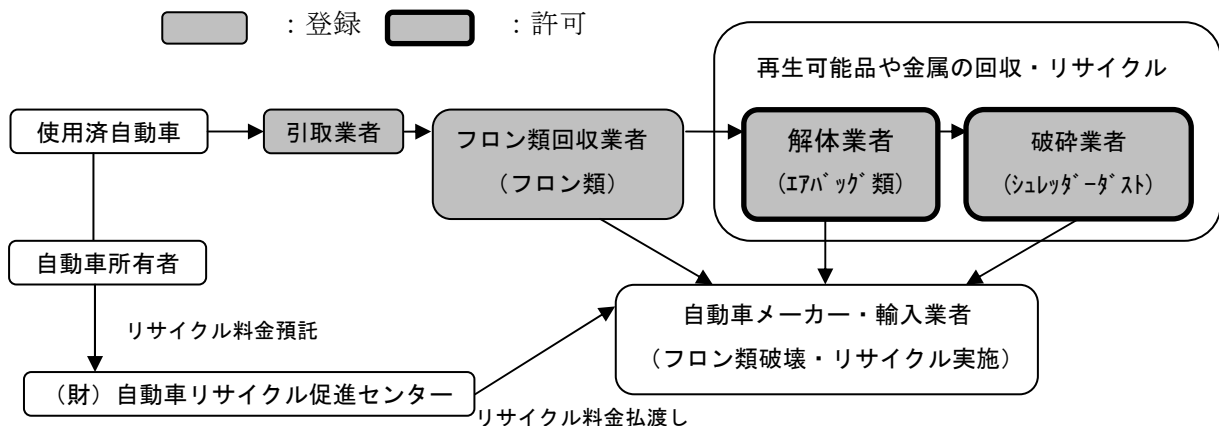 ：登録
：許可
再生可能品や金属の回収・リサイクル
使用済自動車
引取業者
フロン類回収業者
（フロン類）
解体業者
（ｴｱﾊﾞｯｸﾞ類）
破砕業者
（ｼｭﾚｯﾀﾞｰﾀﾞｽﾄ）
自動車所有者
リサイクル料金預託
自動車メーカー・輸入業者
（フロン類破壊・リサイクル実施）
（財）自動車リサイクル促進センター
リサイクル料金払渡し